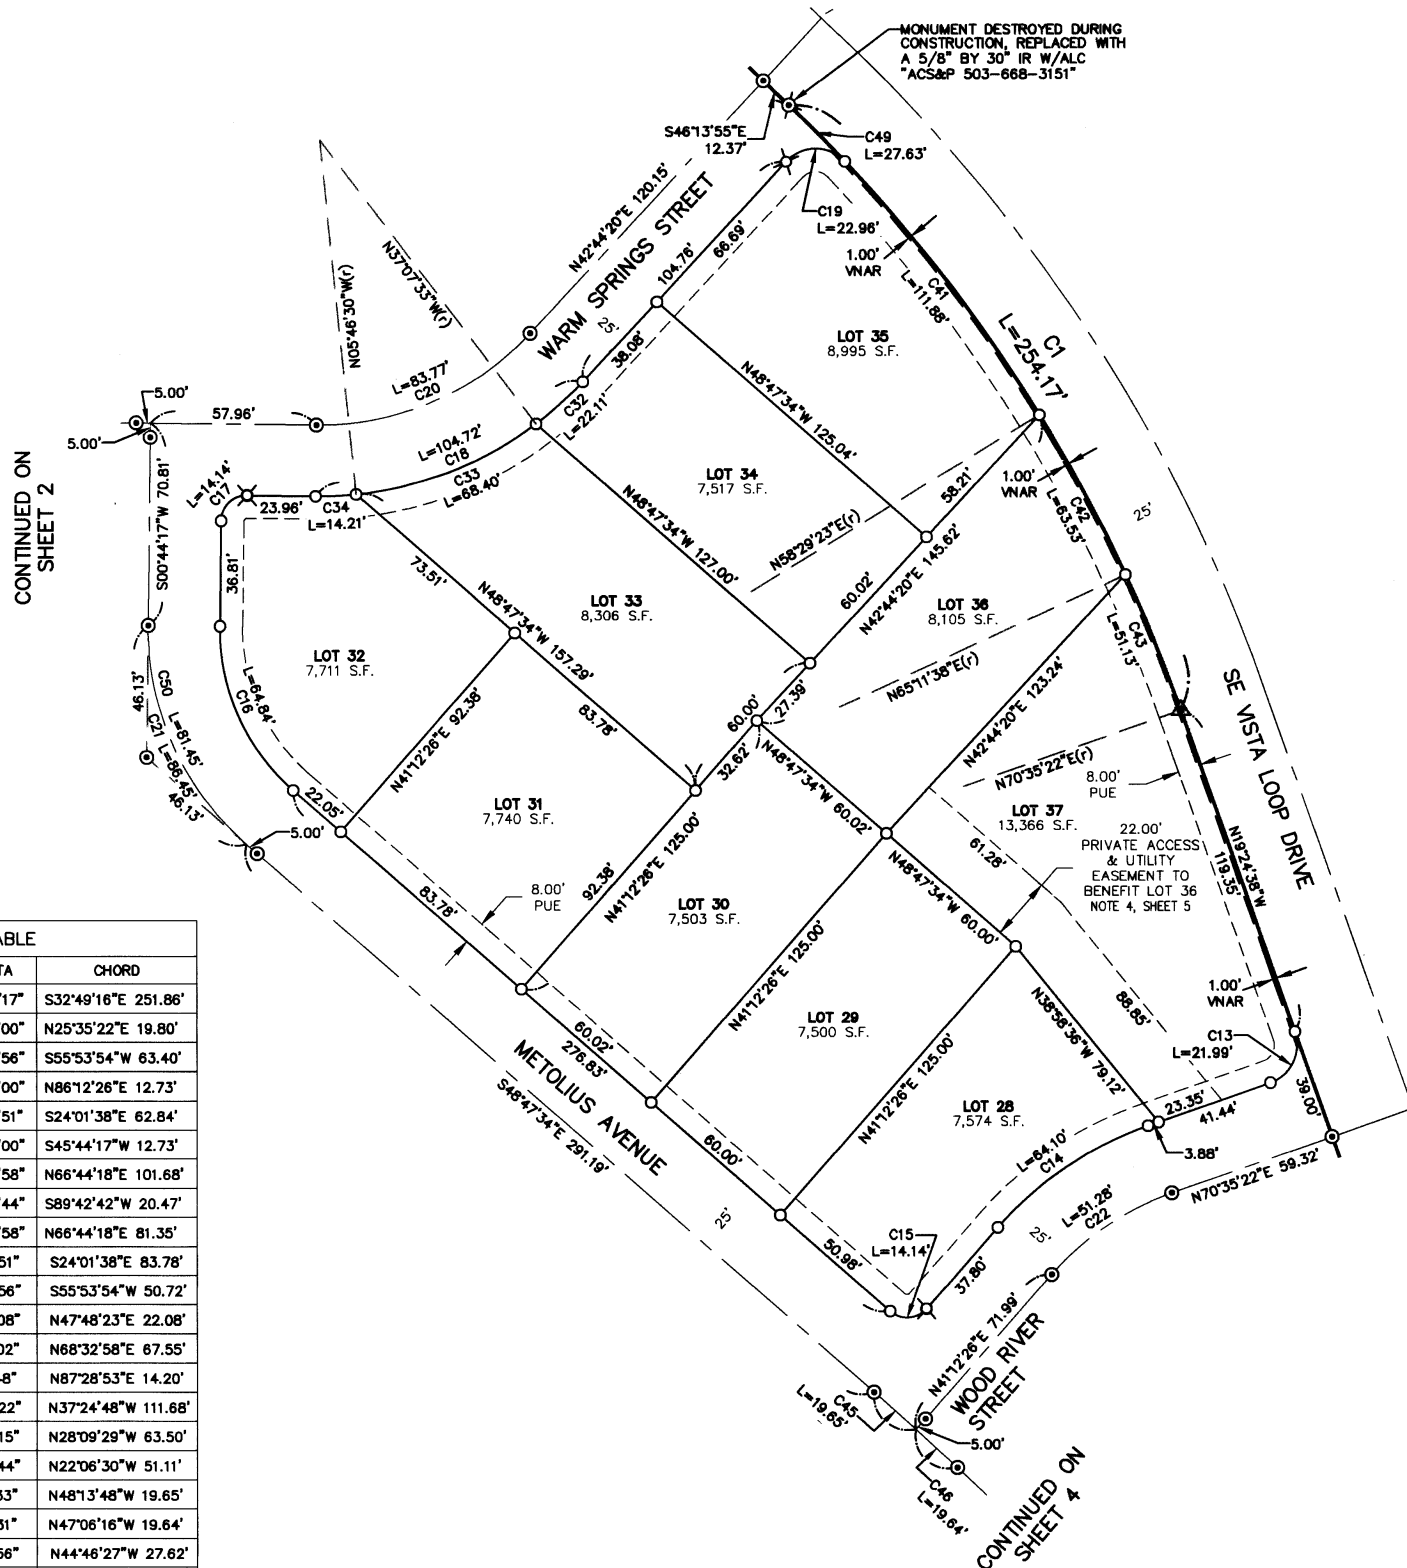 MONUMENT DESTROYED DURING
CONSTRUCTION, REPLACED WITH
A 5/8" BY 30" IR W/ALC
"ACS&P 503-668-3151"
S46°13'55"E
12.37'
C49
L=27.63'
C19
L=22.96'
1.00'
VNAR
N42°44'20"E 120.15'
WARM SPRINGS STREET
25'
104.76'
66.69'
38.08'
C41
L=111.88'
C1
L=254.17'
N37°07'33"W(r)
N05°46'30"W(r)
LOT 35
8,995 S.F.
5.00'
5.00'
57.96'
L=83.77'
C20
C32
L=22.11'
N48°47'34"W 125.04'
CONTINUED ON
SHEET 2
L=14.14'
C17
23.96'
C34
L=14.21'
L=104.72'
C18
C33
L=68.40'
LOT 34
7,517 S.F.
58.21'
1.00'
VNAR
C42
L=63.53'
25'
S00°44'17"W 70.81'
36.81'
73.51'
N48°47'34"W 127.00'
N58°29'23"E(r)
N42°44'20"E 145.62'
60.02'
LOT 33
8,306 S.F.
LOT 36
8,105 S.F.
C43
L=51.13'
LOT 32
7,711 S.F.
N48°47'34"W 157.29'
83.78'
N65°11'38"E(r)
N42°44'20"E 123.24'
SE VISTA LOOP DRIVE
46.13'
C50
L=81.45'
C21 L=86.45'
46.13'
L=64.84'
C16
N41°12'26"E 92.38'
60.00'
27.39'
32.62'
N48°47'34"W 60.02'
N70°35'22"E(r)
8.00'
PUE
22.05'
5.00'
LOT 31
7,740 S.F.
LOT 37
13,366 S.F.
22.00'
PRIVATE ACCESS
& UTILITY
EASEMENT TO
BENEFIT LOT 36
NOTE 4, SHEET 5
61.28'
N19°24'38"W
119.35'
83.78'
8.00'
PUE
92.38'
N41°12'26"E 125.00'
LOT 30
7,503 S.F.
N48°47'34"W 60.00'
N41°12'26"E 125.00'
88.85'
1.00'
VNAR
C13
L=21.99'
39.00'
N38°58'36"W 79.12'
LOT 29
7,500 S.F.
60.02'
276.83'
METOLIUS AVENUE
S48°47'34"E 291.19'
N41°12'26"E 125.00'
LOT 28
7,574 S.F.
23.35'
41.44'
3.88'
L=64.10'
C14
60.00'
25'
N70°35'22"E 59.32'
L=51.28'
C22
25'
50.98'
C15
L=14.14'
37.80'
N41°12'26"E 71.99'
WOOD RIVER
STREET
C45
L=19.65'
5.00'
C46
L=19.64'
CONTINUED ON
SHEET 4
ABLE
TA CHORD
'17" S32°49'16"E 251.86'
'00" N25°35'22"E 19.80'
'56" S55°53'54"W 63.40'
'00" N86°12'26"E 12.73'
'51" S24°01'38"E 62.84'
'00" S45°44'17"W 12.73'
'58" N66°44'18"E 101.68'
'44" S89°42'42"W 20.47'
'58" N66°44'18"E 81.35'
51" S24°01'38"E 83.78'
56" S55°53'54"W 50.72'
08" N47°48'23"E 22.08'
02" N68°32'58"E 67.55'
8" N87°28'53"E 14.20'
22" N37°24'48"W 111.68'
15" N28°09'29"W 63.50'
44" N22°06'30"W 51.11'
33" N48°13'48"W 19.65'
31" N47°06'16"W 19.64'
56" N44°46'27"W 27.62'